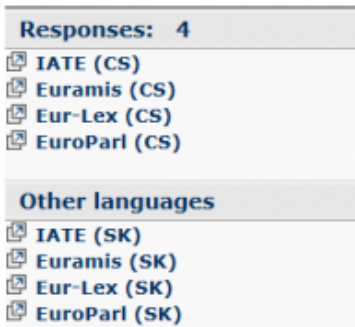 Responses: 4
IATE (CS)
Euramis (CS)
Eur-Lex (CS)
EuroParl (CS)
Other languages
IATE (SK)
Euramis (SK)
Eur-Lex (SK)
EuroParl (SK)